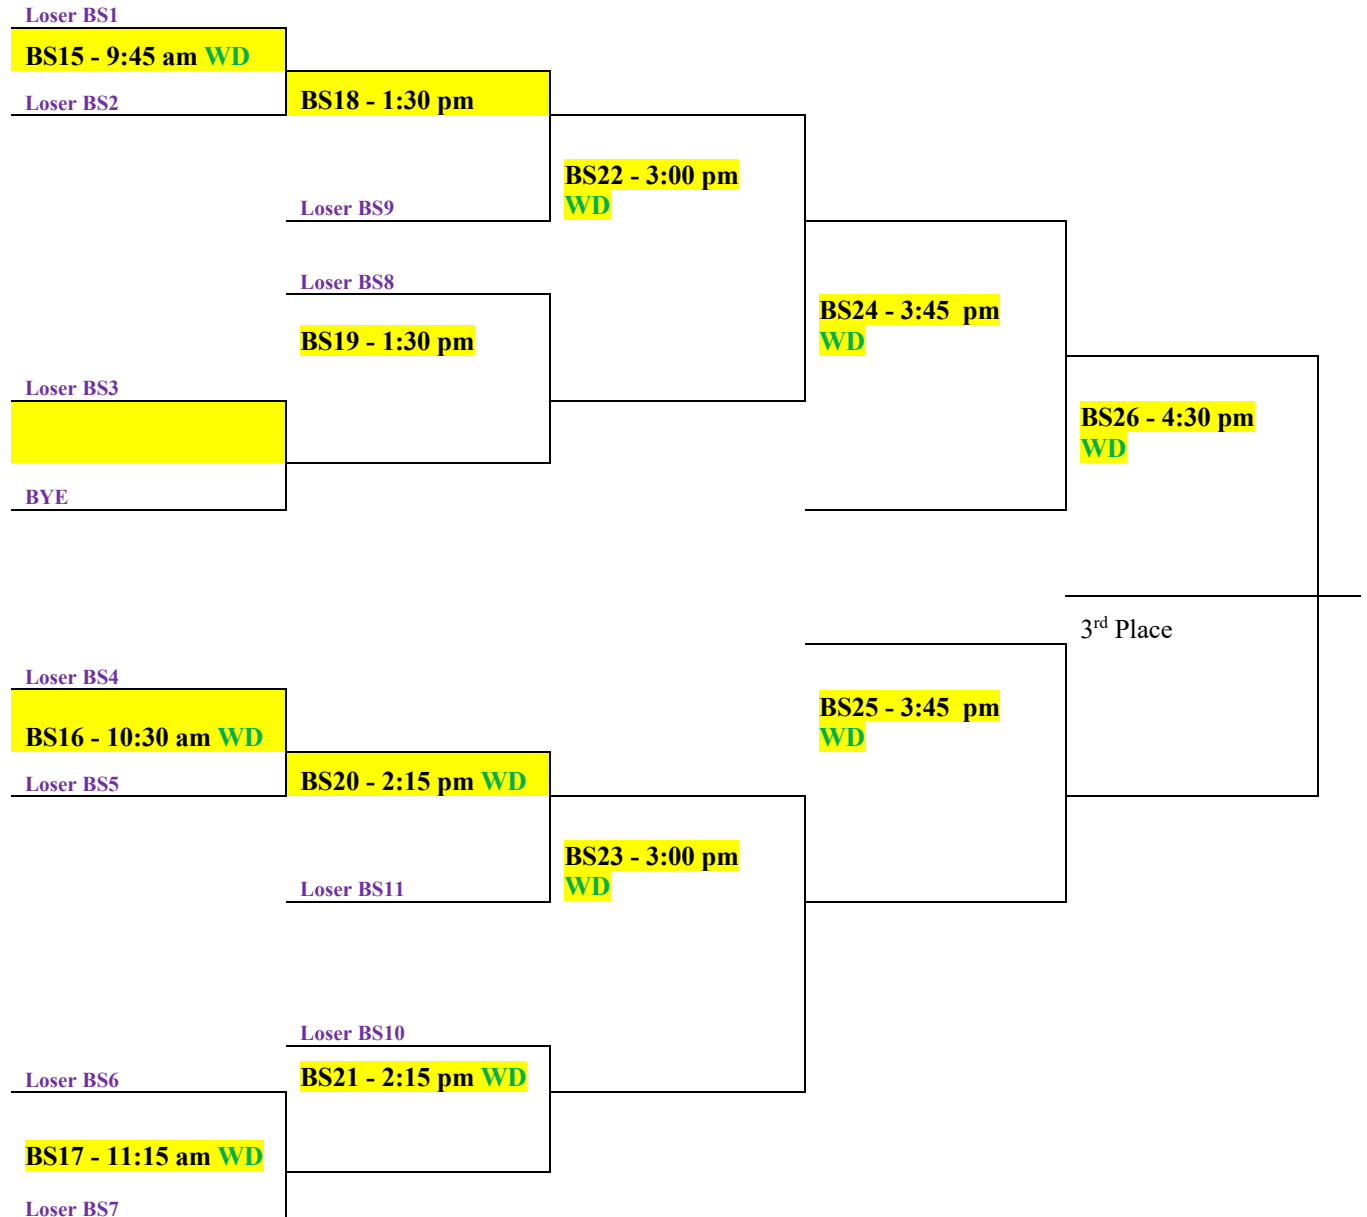 Loser BS1
BS15 - 9:45 am WD
Loser BS2
BS18 - 1:30 pm
BS22 - 3:00 pm
WD
Loser BS9
Loser BS8
BS19 - 1:30 pm
BS24 - 3:45 pm
WD
Loser BS3
BS26 - 4:30 pm
WD
BYE
3rd Place
Loser BS4
BS16 - 10:30 am WD
Loser BS5
BS20 - 2:15 pm WD
BS25 - 3:45 pm
WD
BS23 - 3:00 pm
WD
Loser BS11
Loser BS10
Loser BS6
BS21 - 2:15 pm WD
BS17 - 11:15 am WD
Loser BS7